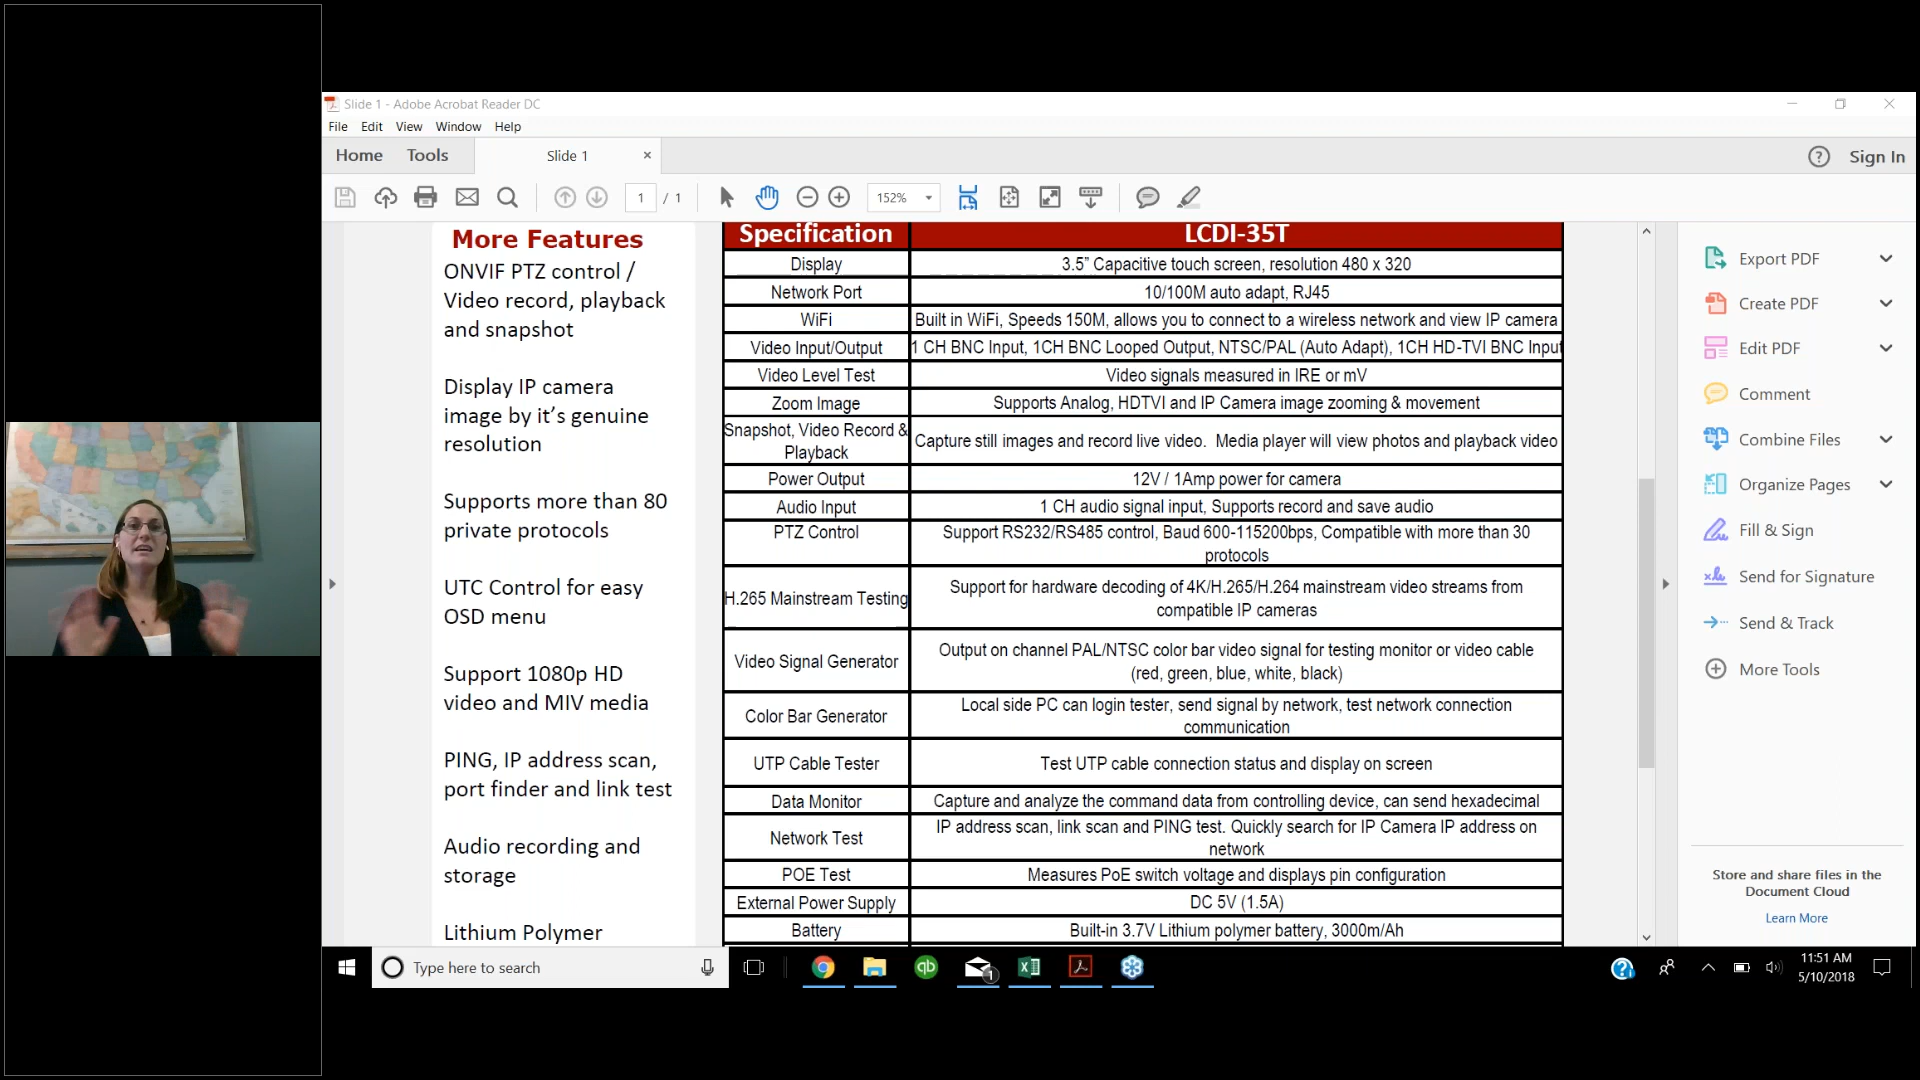 Slide 1 - Adobe Acrobat Reader DC
File Edit View Window Help
Home Tools Slide 1
Sign In
1 / 1
152%
More Features
ONVIF PTZ control /
Video record, playback
and snapshot
Display IP camera
image by it’s genuine
resolution
Supports more than 80
private protocols
UTC Control for easy
OSD menu
Support 1080p HD
video and MIV media
PING, IP address scan,
port finder and link test
Audio recording and
storage
Lithium Polymer
Specification LCDI-35T
Display 3.5” Capacitive touch screen, resolution 480 x 320
Network Port 10/100M auto adapt, RJ45
WiFi Built in WiFi, Speeds 150M, allows you to connect to a wireless network and view IP camera
Video Input/Output 1 CH BNC Input, 1CH BNC Looped Output, NTSC/PAL (Auto Adapt), 1CH HD-TVI BNC Input
Video Level Test Video signals measured in IRE or mV
Zoom Image Supports Analog, HDTVI and IP Camera image zooming & movement
Snapshot, Video Record &
Playback
Capture still images and record live video. Media player will view photos and playback video
Power Output 12V / 1Amp power for camera
Audio Input 1 CH audio signal input, Supports record and save audio
PTZ Control Support RS232/RS485 control, Baud 600-115200bps, Compatible with more than 30
protocols
H.265 Mainstream Testing
Support for hardware decoding of 4K/H.265/H.264 mainstream video streams from
compatible IP cameras
Video Signal Generator
Output on channel PAL/NTSC color bar video signal for testing monitor or video cable
(red, green, blue, white, black)
Color Bar Generator
Local side PC can login tester, send signal by network, test network connection
communication
UTP Cable Tester Test UTP cable connection status and display on screen
Data Monitor Capture and analyze the command data from controlling device, can send hexadecimal
Network Test
IP address scan, link scan and PING test. Quickly search for IP Camera IP address on
network
POE Test Measures PoE switch voltage and displays pin configuration
External Power Supply DC 5V (1.5A)
Battery Built-in 3.7V Lithium polymer battery, 3000m/Ah
Export PDF
Create PDF
Edit PDF
Comment
Combine Files
Organize Pages
Fill & Sign
Send for Signature
Send & Track
More Tools
Store and share files in the
Document Cloud
Learn More
Type here to search
qb
1
11:51 AM
5/10/2018